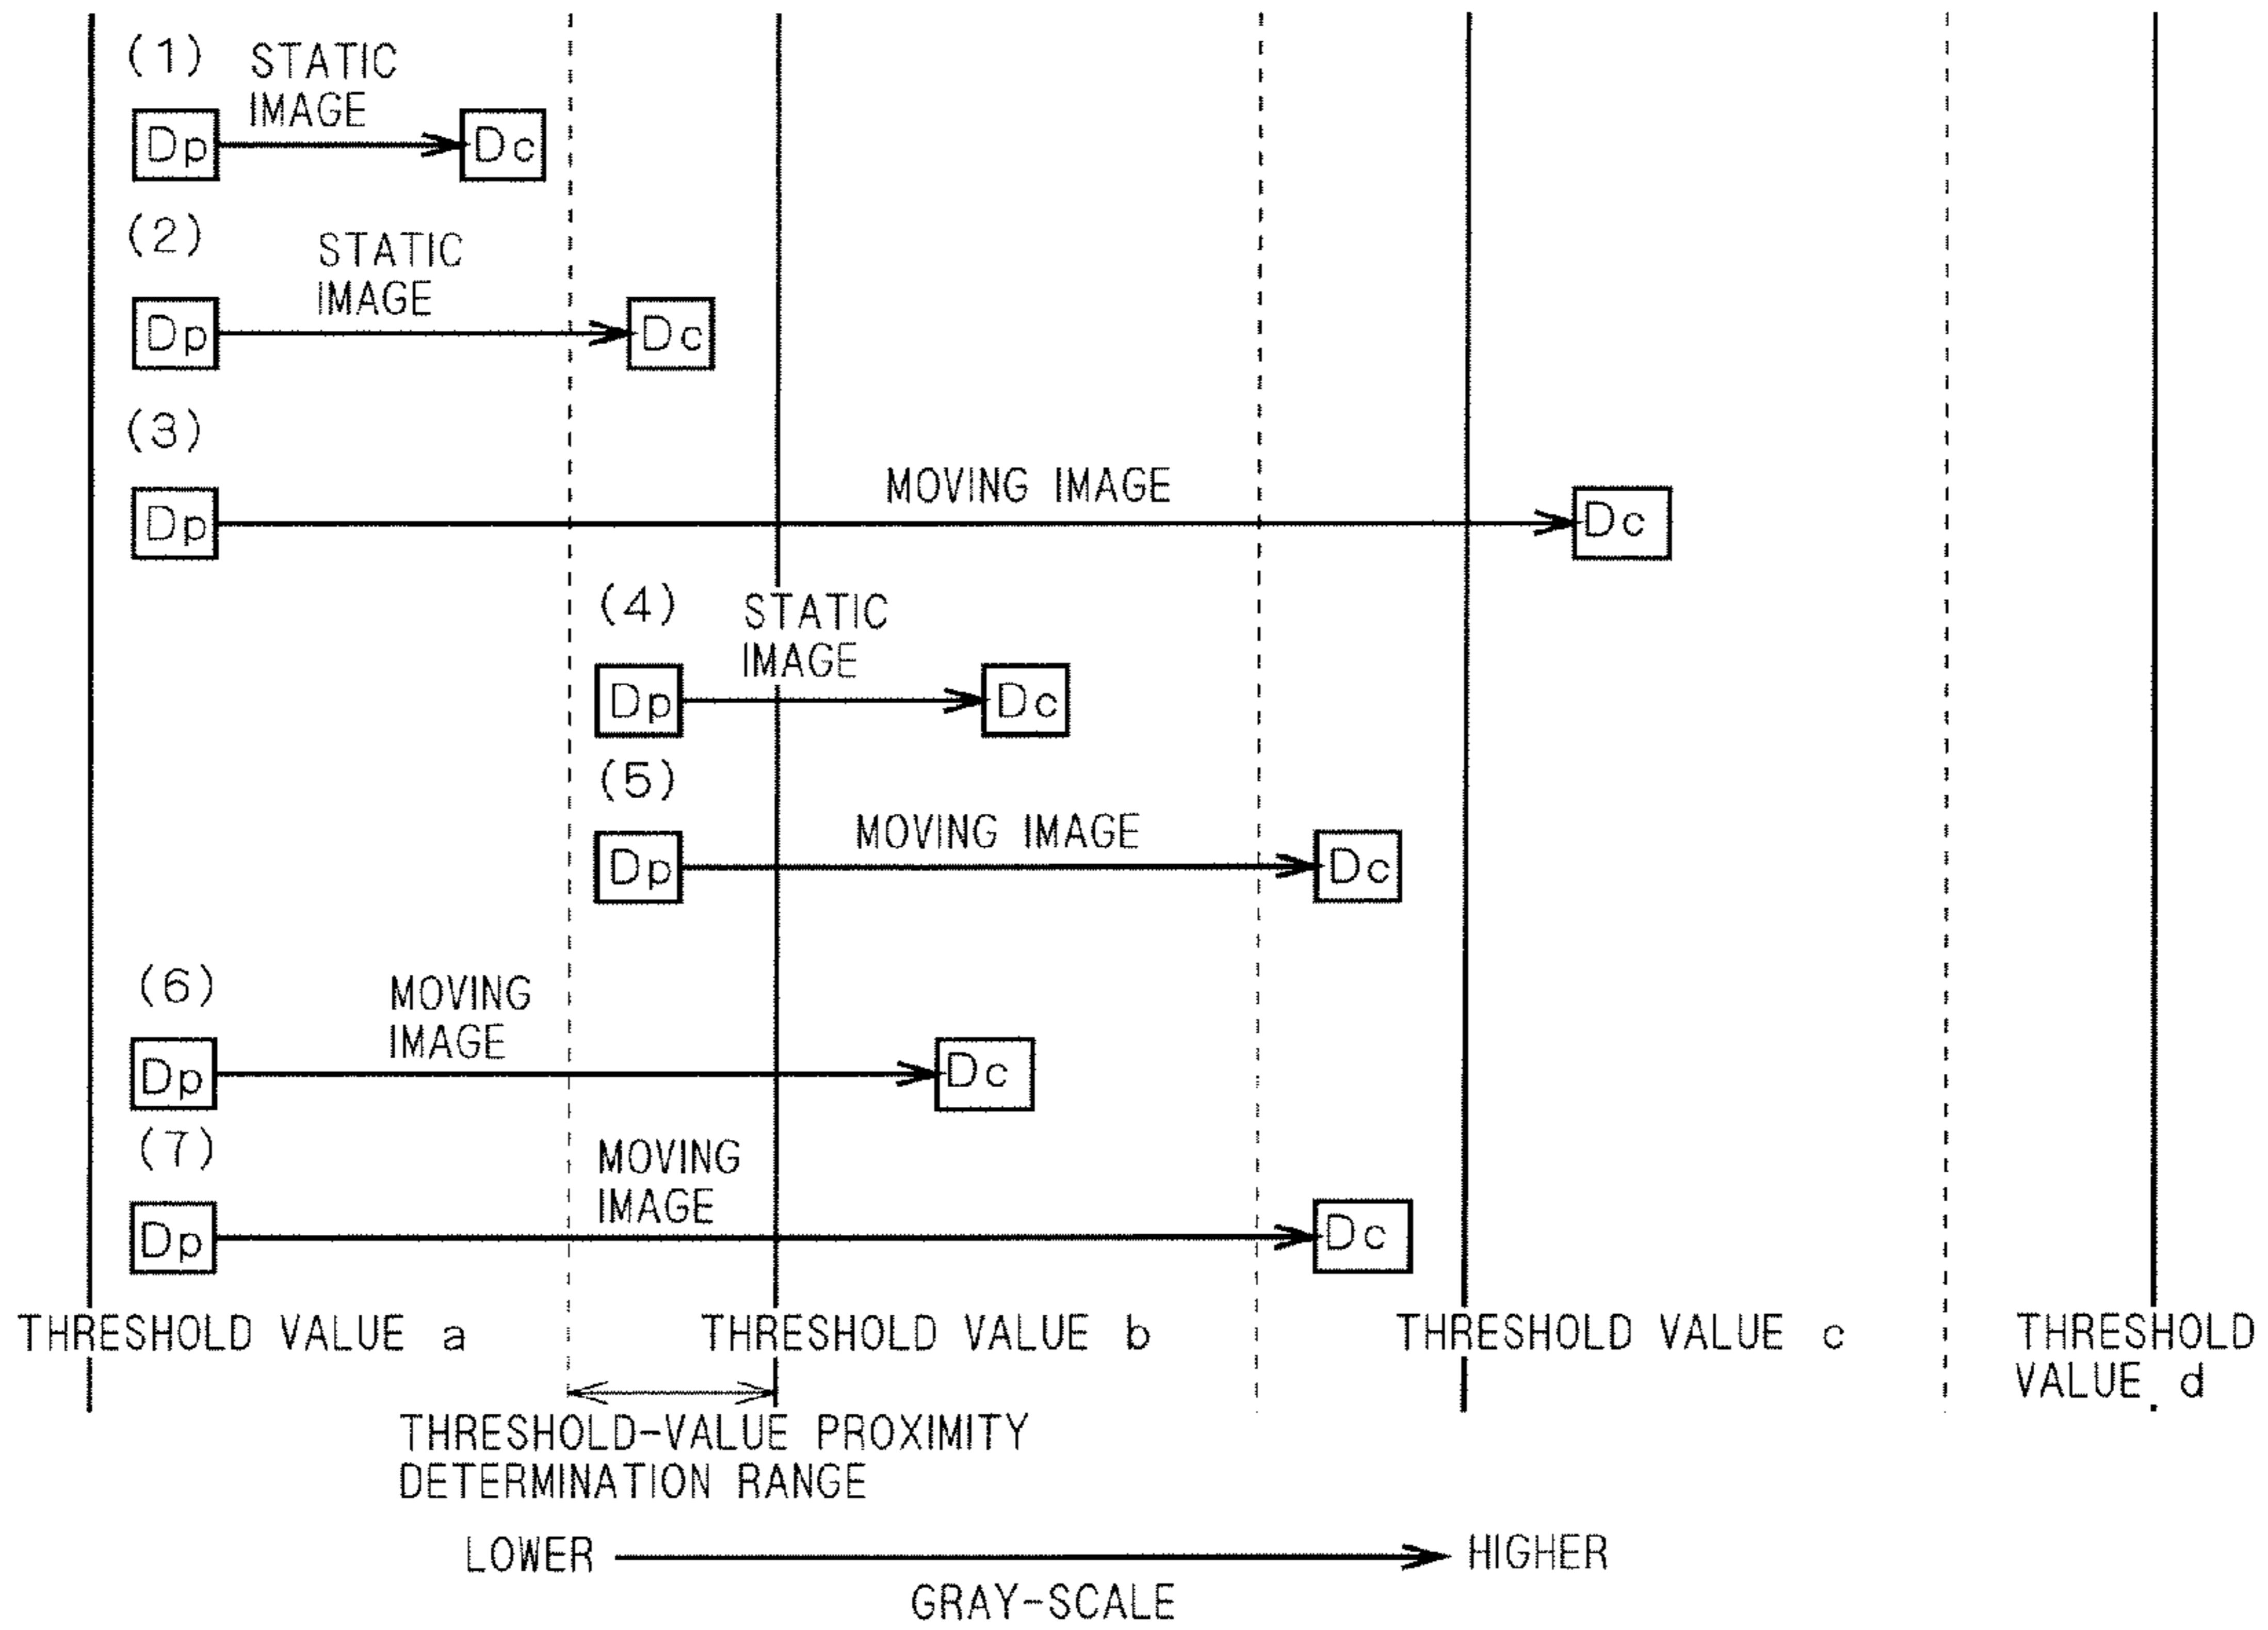 (1) STATIC
IMAGE
Dp Dc
(2)
STATIC
IMAGE
Dp Dc
(3)
MOVING IMAGE
Dp Dc
(4) STATIC
IMAGE
Dp Dc
(5)
MOVING IMAGE
Dp Dc
(6) MOVING
IMAGE
Dp Dc
(7) MOVING
IMAGE
Dp Dc
THRESHOLD VALUE a THRESHOLD VALUE b THRESHOLD VALUE c THRESHOLD
VALUE d
THRESHOLD-VALUE PROXIMITY
DETERMINATION RANGE
LOWER HIGHER
GRAY-SCALE